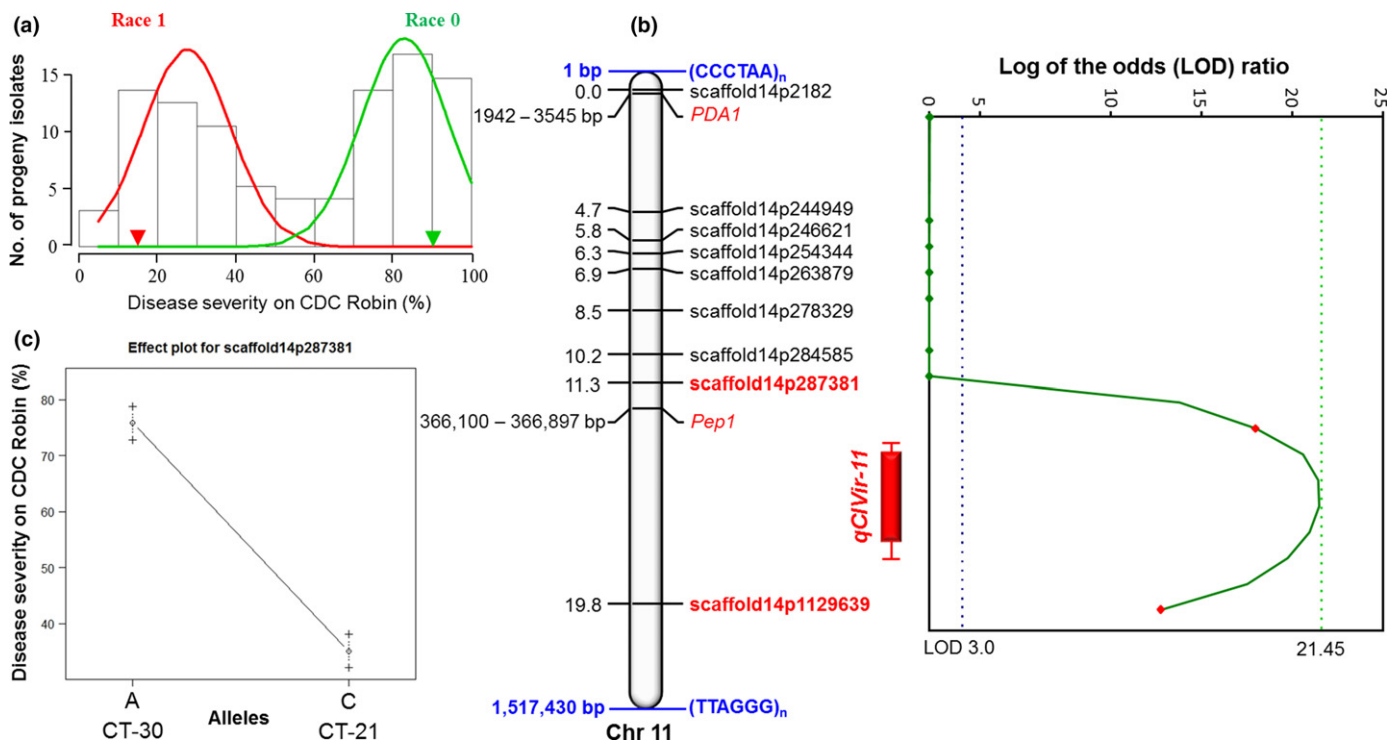 (a)
Race 1
Race 0
No. of progeny isolates
20
15
10
5
0
0 20 40 60 80 100
Disease severity on CDC Robin (%)
(c)
Effect plot for scaffold14p287381
Disease severity on CDC Robin (%)
80
70
60
50
40
A
C
Alleles
CT-30
CT-21
(b)
1 bp (CCCTAA)n
0.0 scaffold14p2182
1942 – 3545 bp PDA1
4.7 scaffold14p244949
5.8 scaffold14p246621
6.3 scaffold14p254344
6.9 scaffold14p263879
8.5 scaffold14p278329
10.2 scaffold14p284585
11.3 scaffold14p287381
366,100 – 366,897 bp Pep1
19.8 scaffold14p1129639
1,517,430 bp (TTAGGG)n
Chr 11
Log of the odds (LOD) ratio
0 5 10 15 20 25
qClVir-11
LOD 3.0
21.45